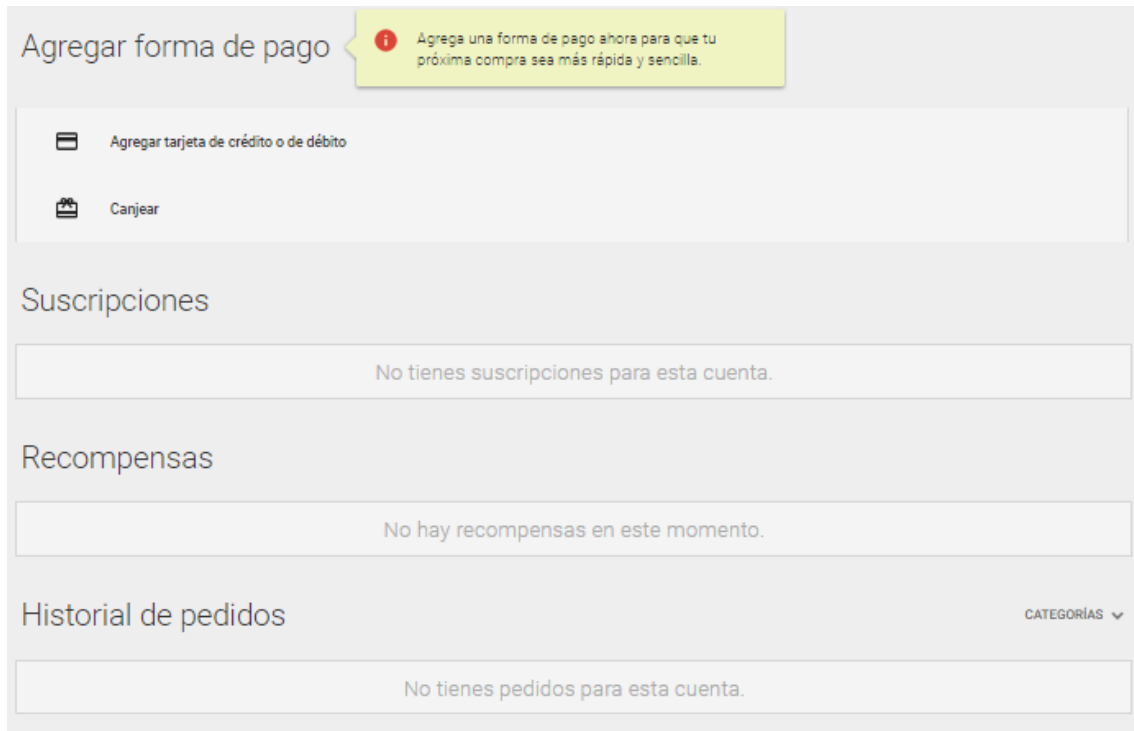 Agregar forma de pago
Agrega una forma de pago ahora para que tu
próxima compra sea más rápida y sencilla.
Agregar tarjeta de crédito o de débito
Canjear
Suscripciones
No tienes suscripciones para esta cuenta.
Recompensas
No hay recompensas en este momento.
Historial de pedidos
CATEGORÍAS
No tienes pedidos para esta cuenta.